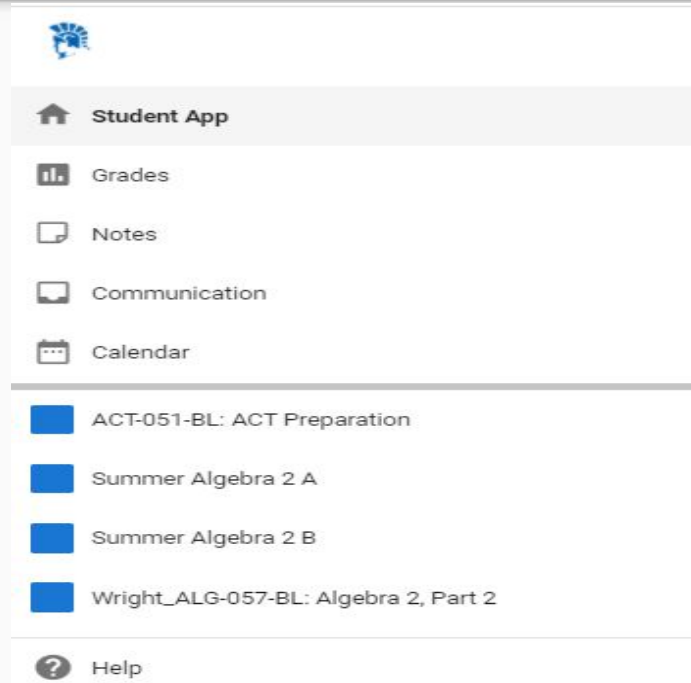 Student App
Grades
Notes
Communication
Calendar
ACT-051-BL: ACT Preparation
Summer Algebra 2 A
Summer Algebra 2 B
Wright_ALG-057-BL: Algebra 2, Part 2
Help